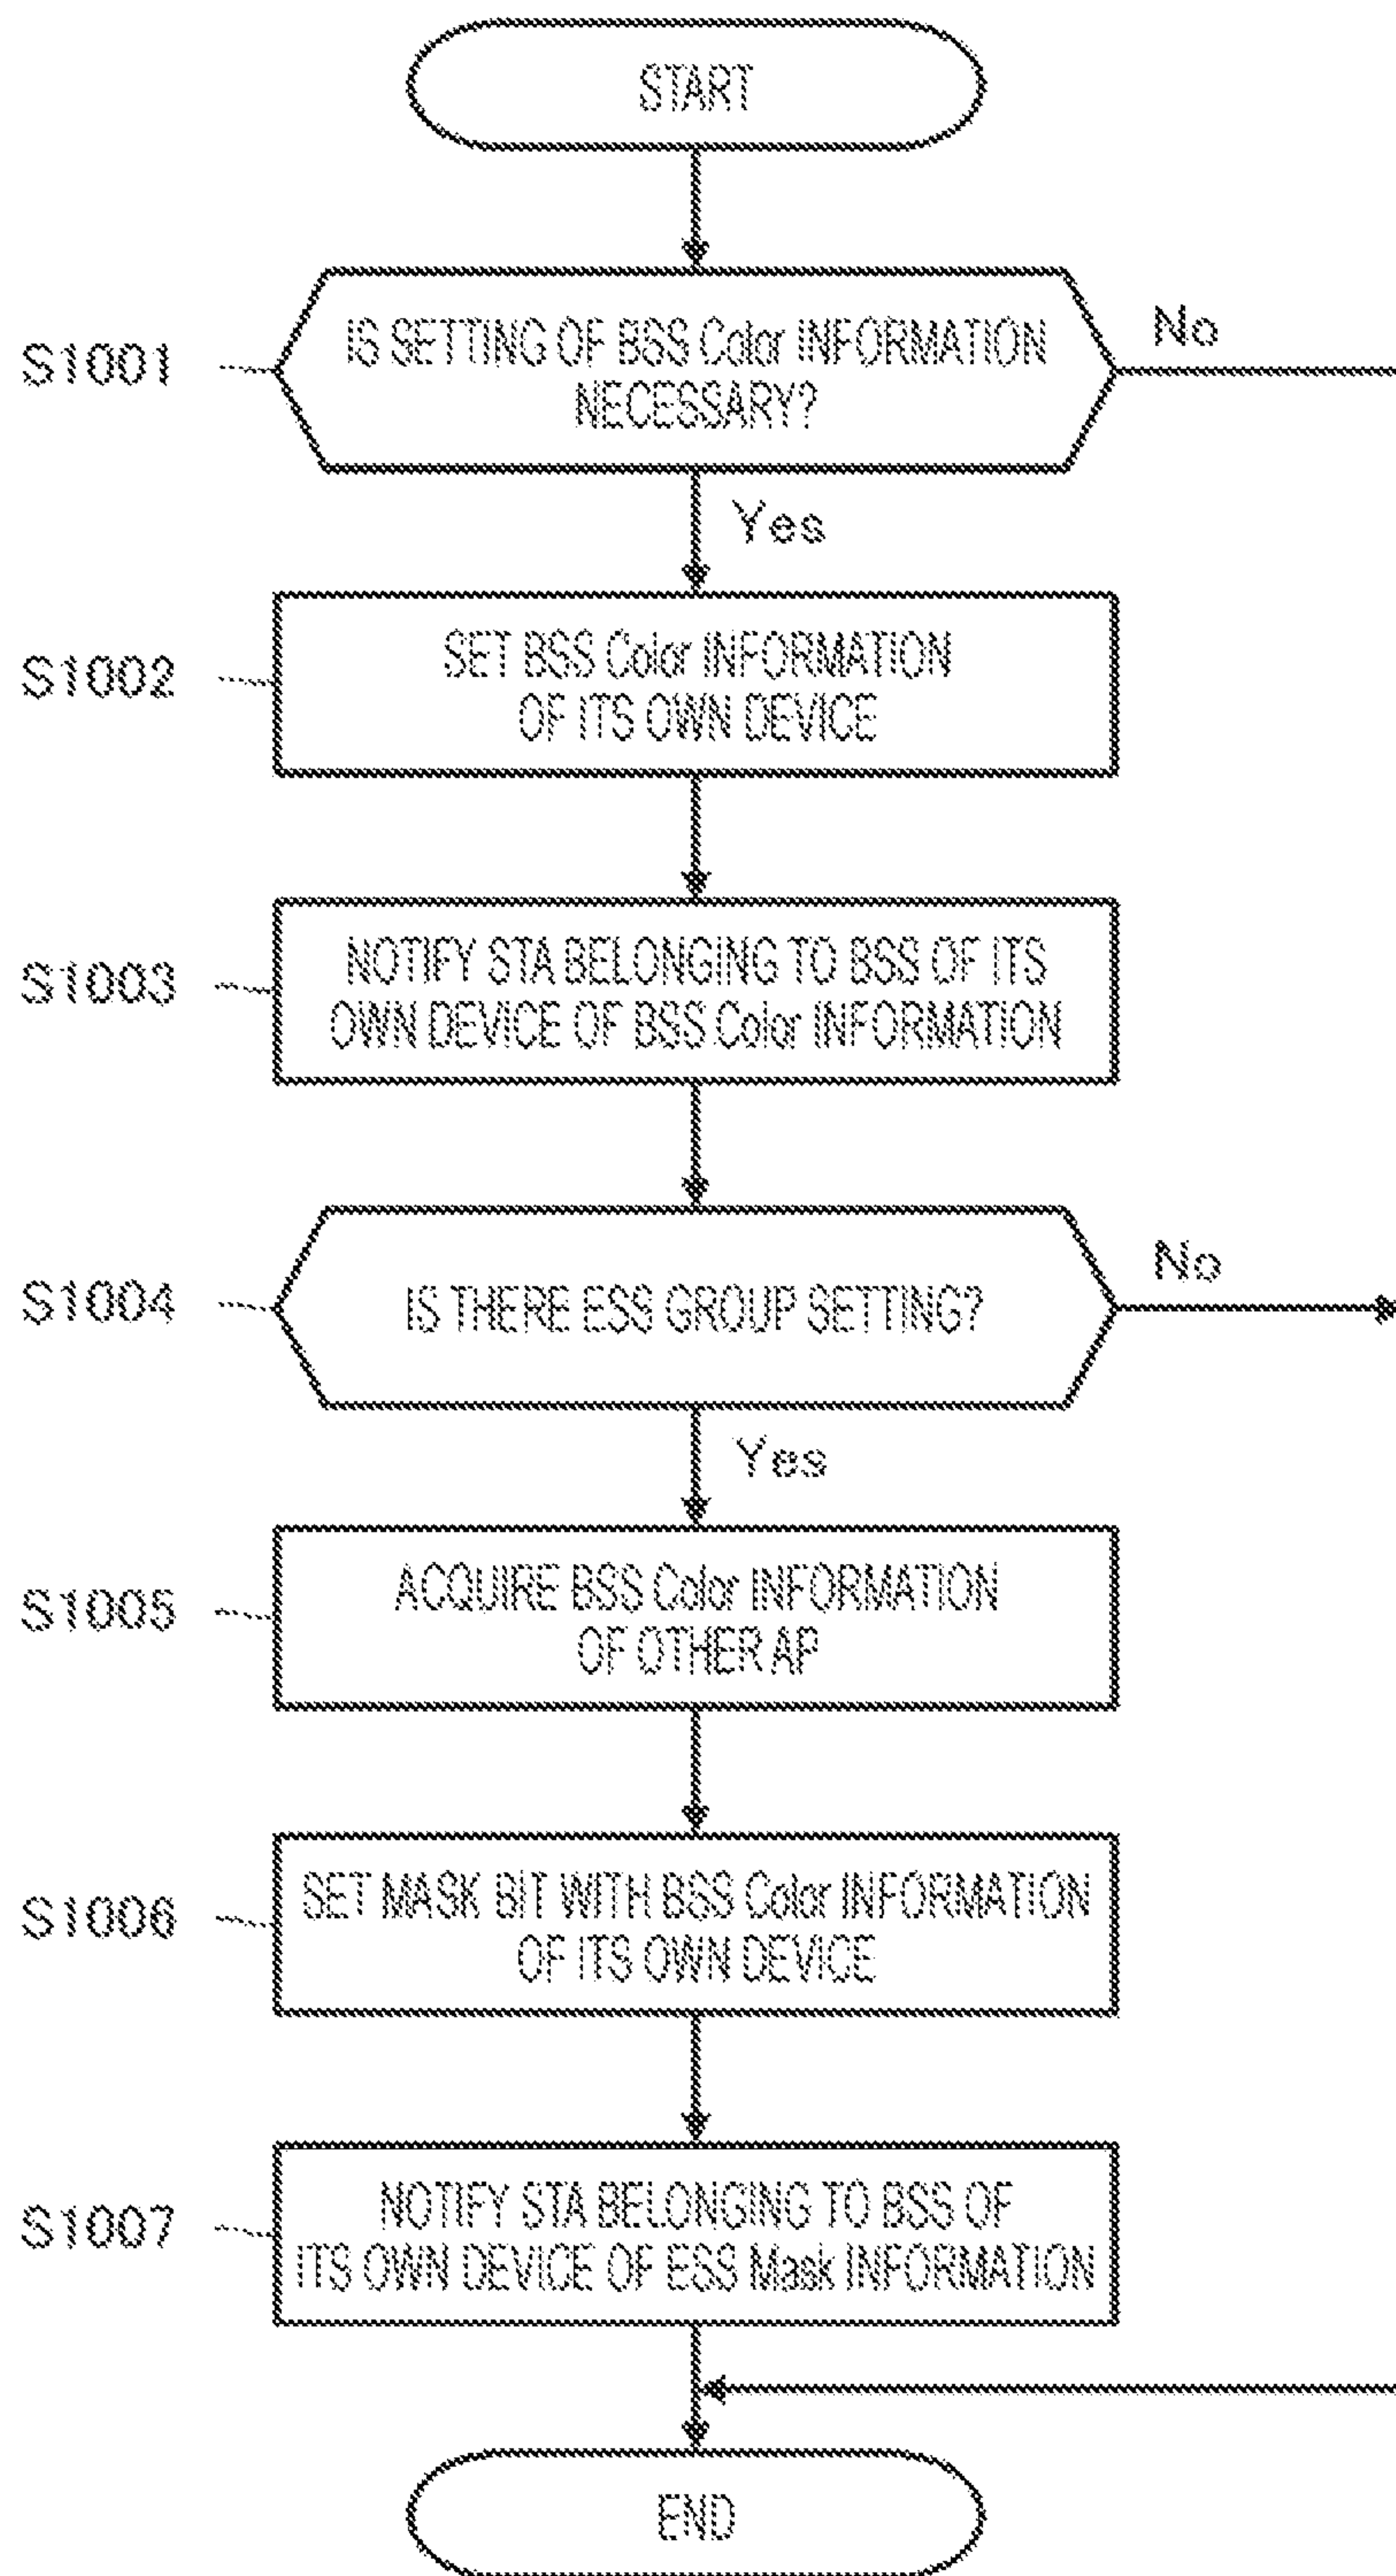 START
S1001
IS SETTING OF BSS Color INFORMATION
NECESSARY?
No
Yes
S1002
SET BSS Color INFORMATION
OF ITS OWN DEVICE
S1003
NOTIFY STA BELONGING TO BSS OF ITS
OWN DEVICE OF BSS Color INFORMATION
S1004
IS THERE ESS GROUP SETTING?
No
Yes
S1005
ACQUIRE BSS Color INFORMATION
OF OTHER AP
S1006
SET MASK BIT WITH BSS Color INFORMATION
OF ITS OWN DEVICE
S1007
NOTIFY STA BELONGING TO BSS OF
ITS OWN DEVICE OF ESS Mask INFORMATION
END